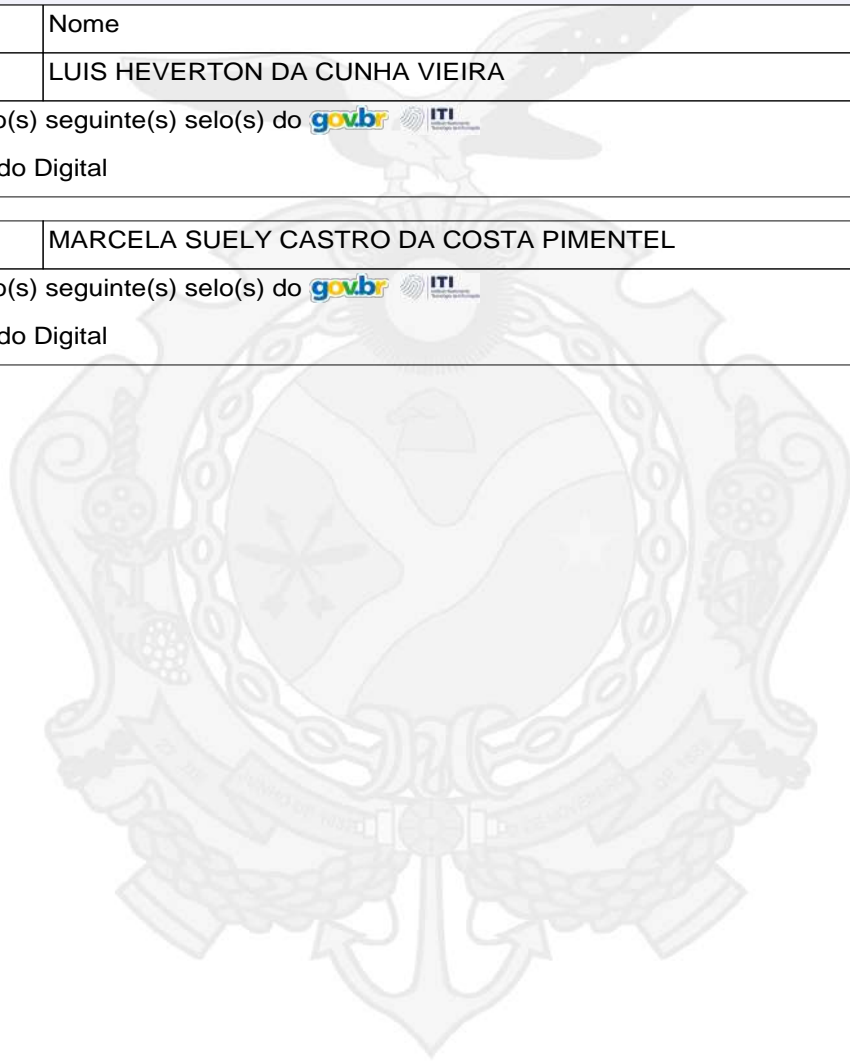 Nome
LUIS HEVERTON DA CUNHA VIEIRA
o(s) seguinte(s) selo(s) do gov.br ITI
do Digital
MARCELA SUELY CASTRO DA COSTA PIMENTEL
o(s) seguinte(s) selo(s) do gov.br ITI
do Digital